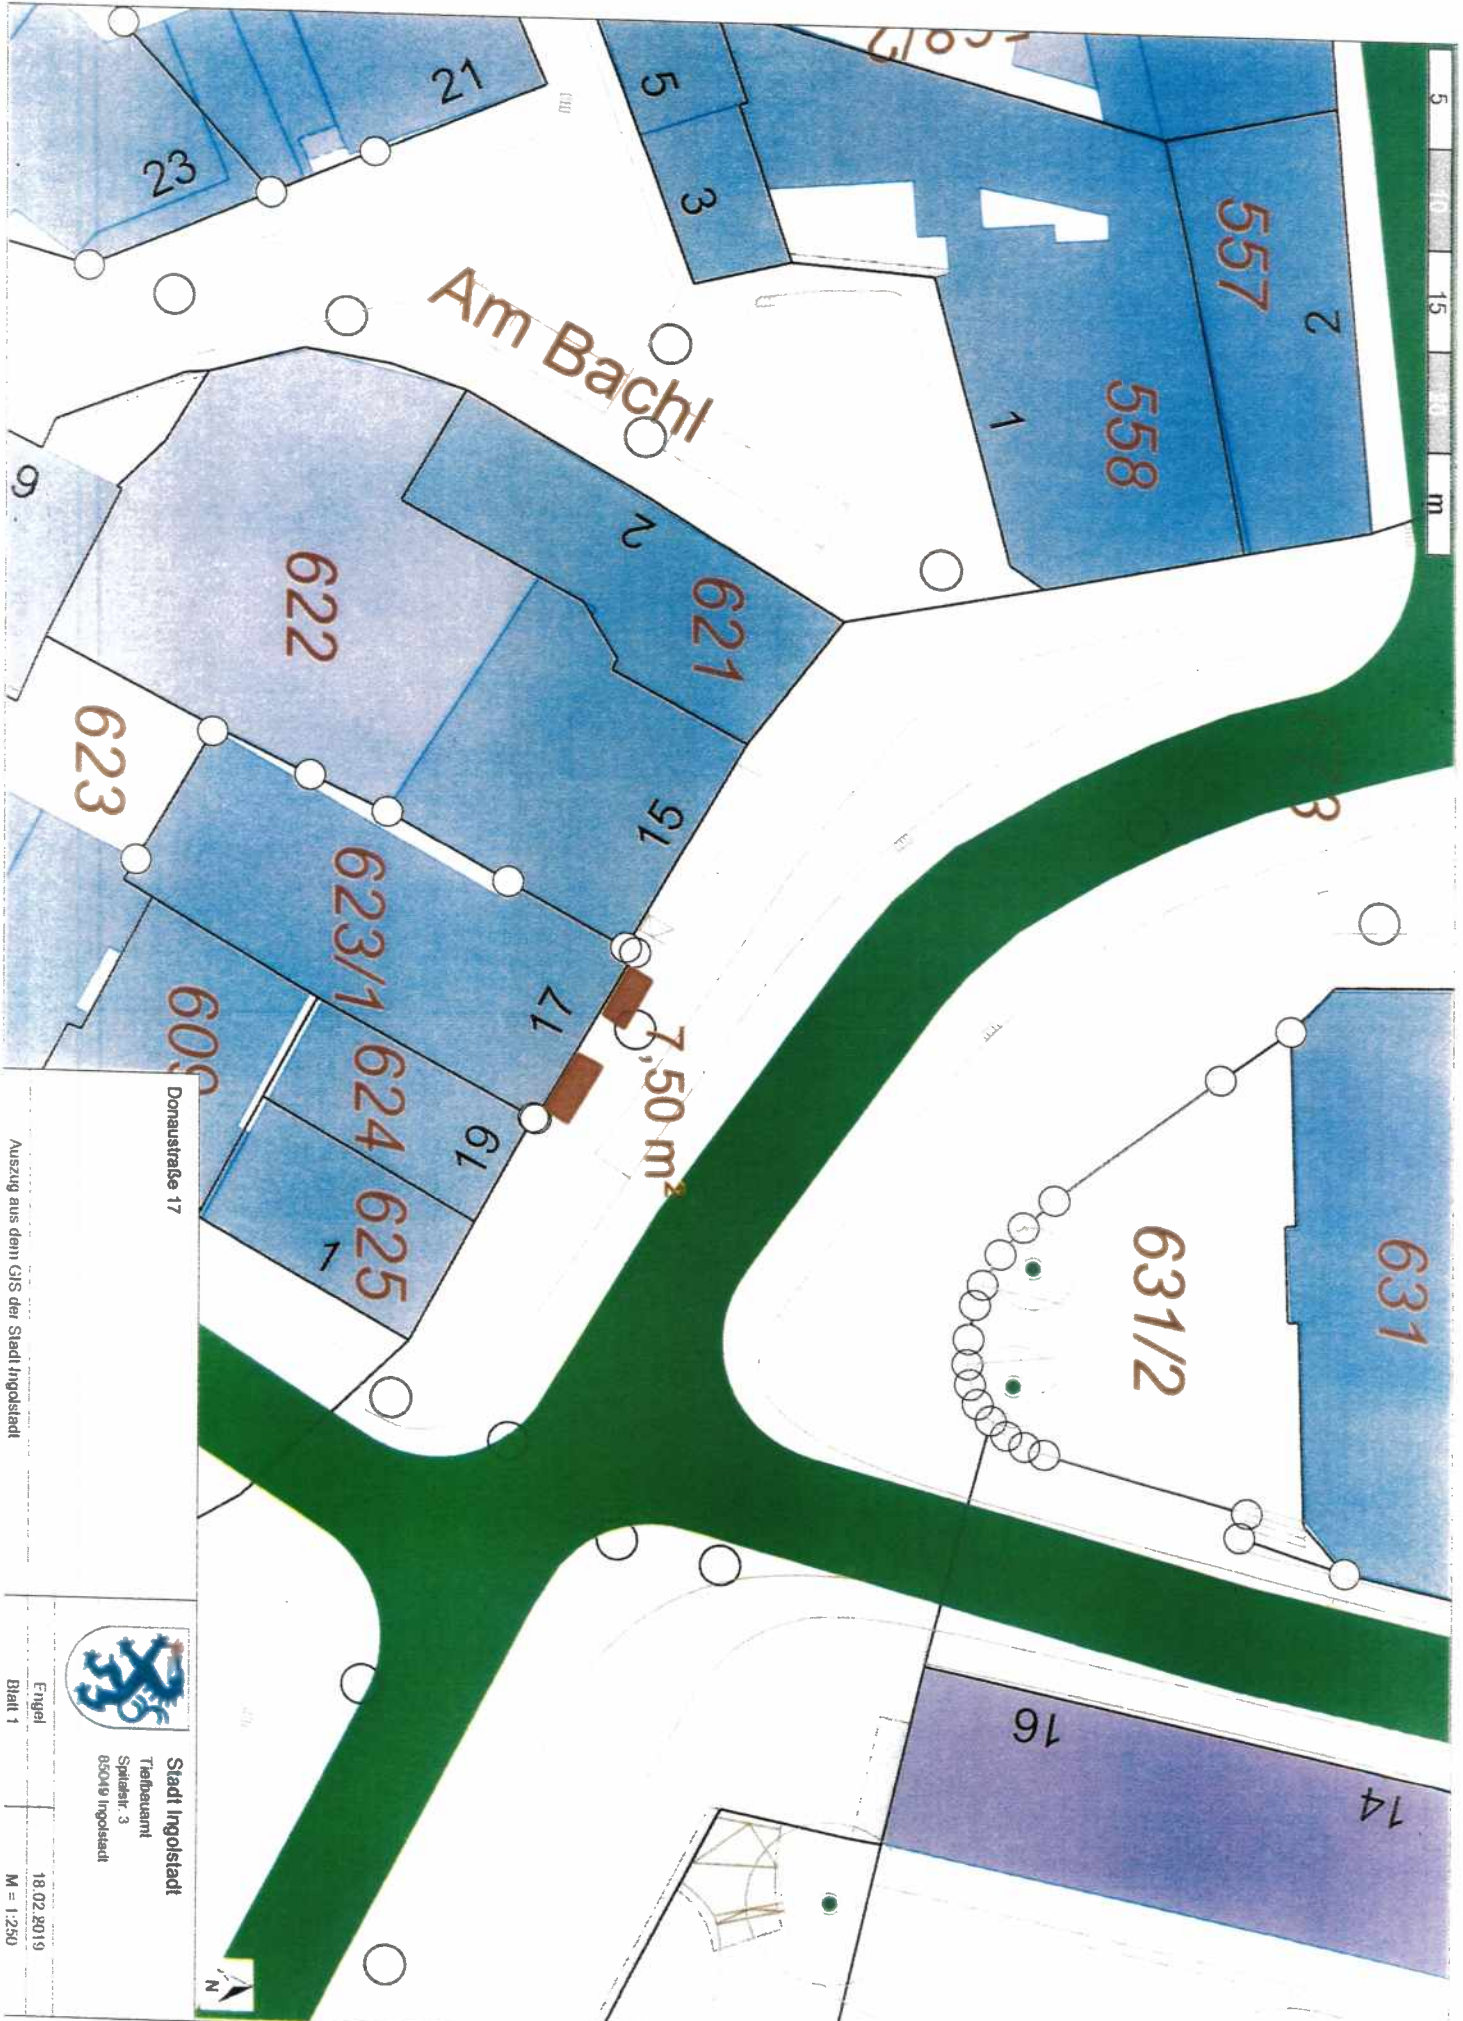 5
15
m
21
23
5
3
557
2
558
1
Am Bachl
9
2
621
622
623
15
623/1
17
609
624
19
625
1
7,50 m²
631
631/2
16
14
Donaustraße 17
Auszug aus dem GIS der Stadt Ingolstadt
Stadt Ingolstadt
Tiefbauamt
Spitalstr. 3
85049 Ingolstadt
Engel
18.02.2019
Blatt 1
M = 1:250
N